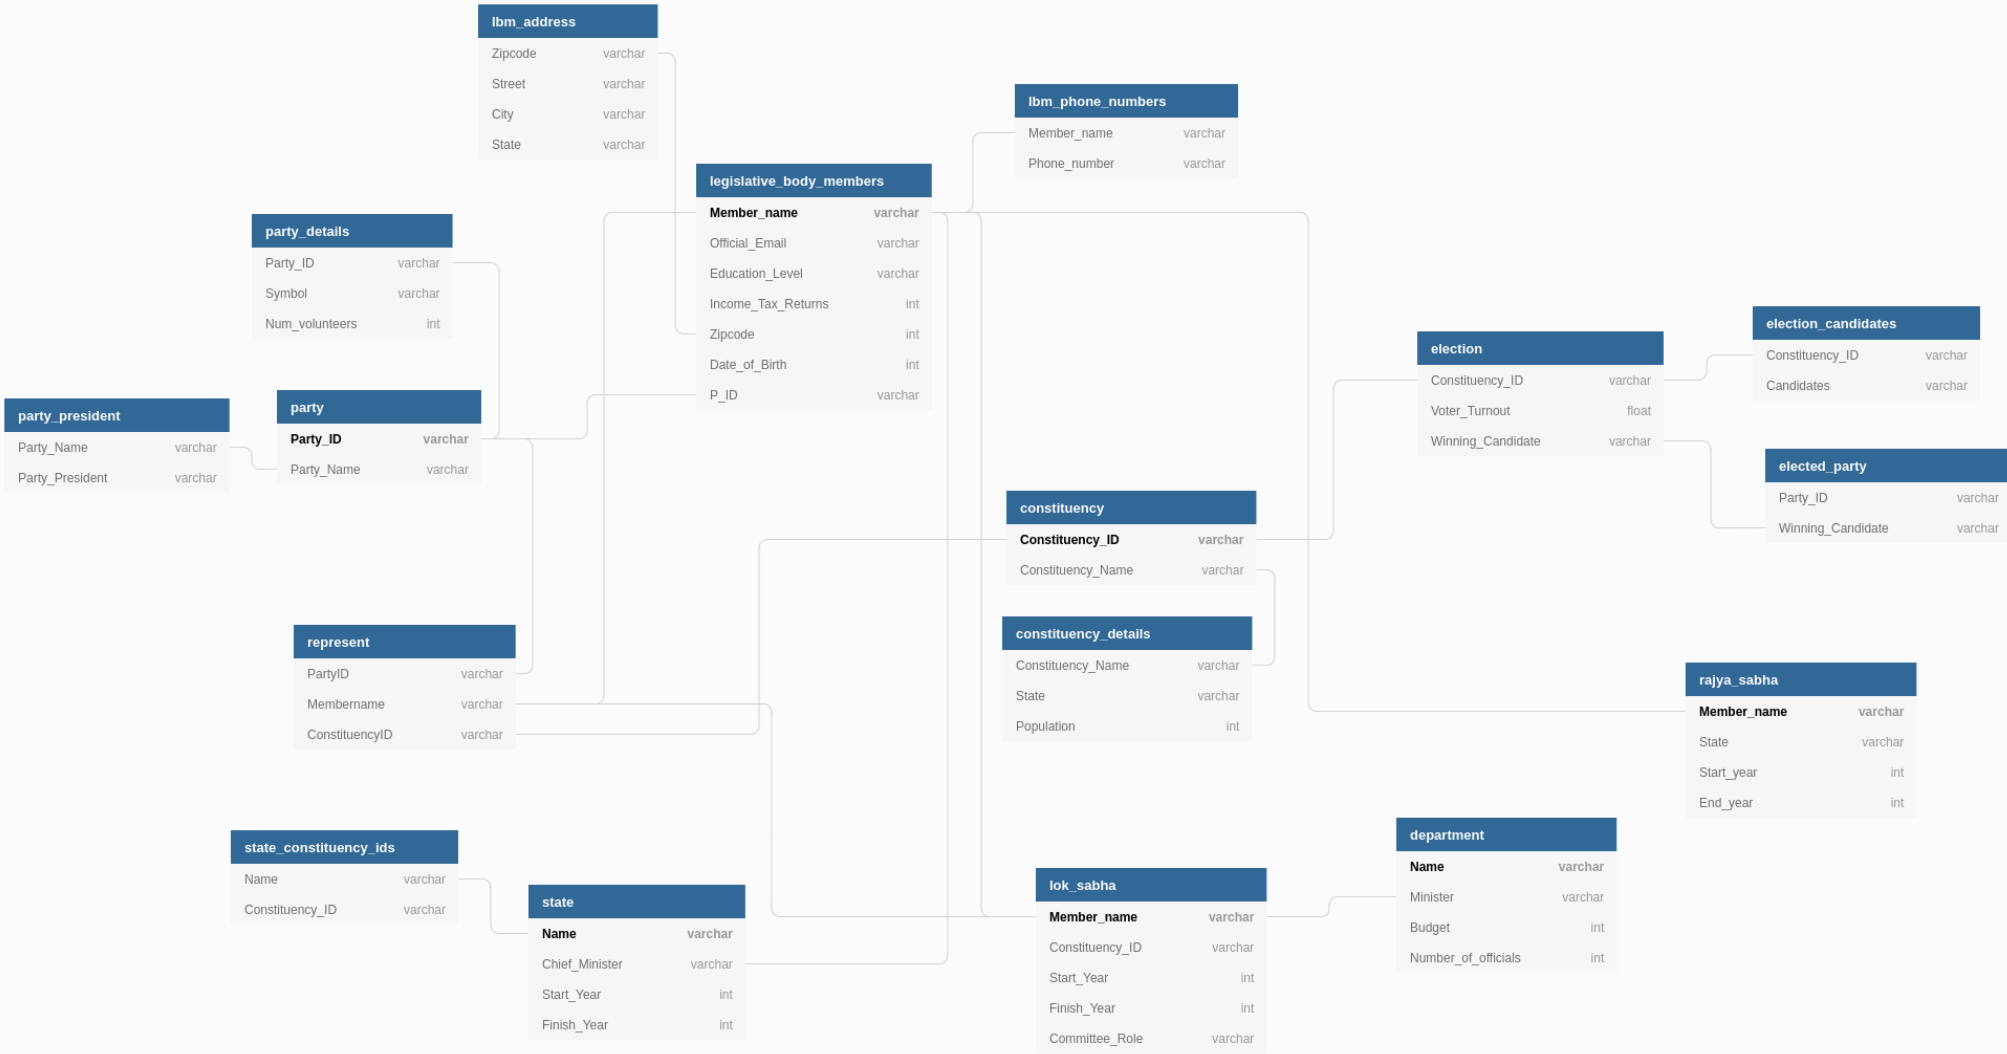 lbm_address
Zipcode varchar
Street varchar
City varchar
State varchar
lbm_phone_numbers
Member_name varchar
Phone_number varchar
legislative_body_members
Member_name varchar
Official_Email varchar
Education_Level varchar
Income_Tax_Returns int
Zipcode int
Date_of_Birth int
P_ID varchar
party_details
Party_ID varchar
Symbol varchar
Num_volunteers int
party_president
Party_Name varchar
Party_President varchar
party
Party_ID varchar
Party_Name varchar
election
Constituency_ID varchar
Voter_Turnout float
Winning_Candidate varchar
election_candidates
Constituency_ID varchar
Candidates varchar
elected_party
Party_ID varchar
Winning_Candidate varchar
constituency
Constituency_ID varchar
Constituency_Name varchar
constituency_details
Constituency_Name varchar
State varchar
Population int
represent
PartyID varchar
Membername varchar
ConstituencyID varchar
rajya_sabha
Member_name varchar
State varchar
Start_year int
End_year int
state_constituency_ids
Name varchar
Constituency_ID varchar
state
Name varchar
Chief_Minister varchar
Start_Year int
Finish_Year int
lok_sabha
Member_name varchar
Constituency_ID varchar
Start_Year int
Finish_Year int
Committee_Role varchar
department
Name varchar
Minister varchar
Budget int
Number_of_officials int